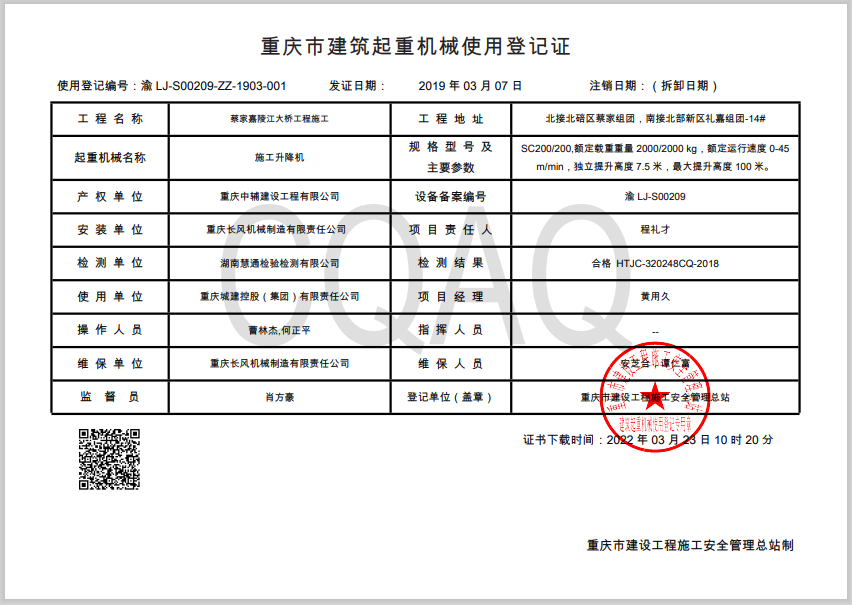 重庆市建筑起重机械使用登记证
使用登记编号：渝 LJ-S00209-ZZ-1903-001 发证日期： 2019 年 03 月 07 日 注销日期：（ 拆卸日期 ）
工 程 名 称 蔡家嘉陵江大桥工程施工 工 程 地 址 北接北碚区蔡家组团，南接北部新区礼嘉组团-14#
起重机械名称 施工升降机 规 格 型 号 及 主要参数 SC200/200,额定载重重量 2000/2000 kg，额定运行速度 0-45
m/min，独立提升高度 7.5 米，最大提升高度 100 米。
产 权 单 位 重庆中辅建设工程有限公司 设备备案编号 渝 LJ-S00209
安 装 单 位 重庆长风机械制造有限责任公司 项 目 责 任 人 程礼才
检 测 单 位 湖南慧通检验检测有限公司 检 测 结 果 合格 HTJC-320248CQ-2018
使 用 单 位 重庆城建控股（集团）有限责任公司 项 目 经 理 黄用久
操 作 人 员 曹林杰,何正平 指 挥 人 员 --
维 保 单 位 重庆长风机械制造有限责任公司 维 保 人 员 安芝合，谭仁富
监 督 员 肖方豪 登记单位（盖章） 重庆市建设工程施工安全管理总站
建筑起重机械使用登记专用章
证书下载时间：2022 年 03 月 23 日 10 时 20 分
重庆市建设工程施工安全管理总站制
CQAQ